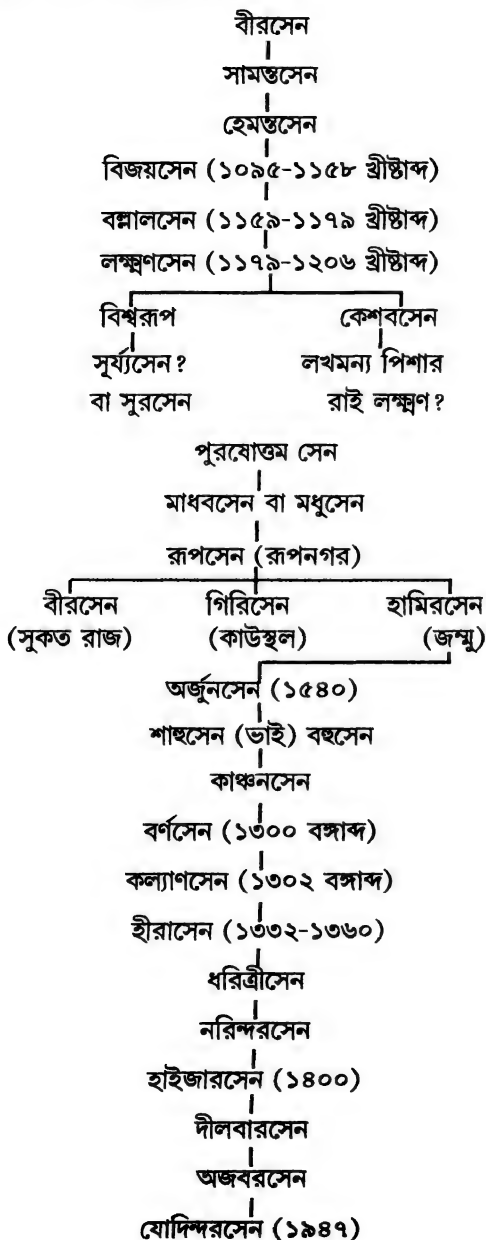 বীরসেন
সামন্তসেন
হেমন্তসেন
বিজয়সেন (১০৯৫-১১৫৮ খ্রীষ্টাব্দ)
বল্লালসেন (১১৫৯-১১৭৯ খ্রীষ্টাব্দ)
লক্ষ্মণসেন (১১৭৯-১২০৬ খ্রীষ্টাব্দ)
বিশ্বরূপ কেশবসেন
সূর্য্যসেন? লখমন্য পিশার
বা সুরসেন রাই লক্ষ্মণ?
পুরষোত্তম সেন
মাধবসেন বা মধুসেন
রূপসেন (রূপনগর)
বীরসেন গিরিসেন হামিরসেন
(সুকত রাজ) (কাউস্থল) (জম্মু)
অর্জুনসেন (১৫৪০)
শাহুসেন (ভাই) বহুসেন
কাঞ্চনসেন
বর্ণসেন (১৩০০ বঙ্গাব্দ)
কল্যাণসেন (১৩০২ বঙ্গাব্দ)
হীরাসেন (১৩৩২-১৩৬০)
ধরিত্রীসেন
নরিন্দরসেন
হাইজারসেন (১৪০০)
দীলবারসেন
অজবরসেন
যোদিন্দরসেন (১৯৪৭)